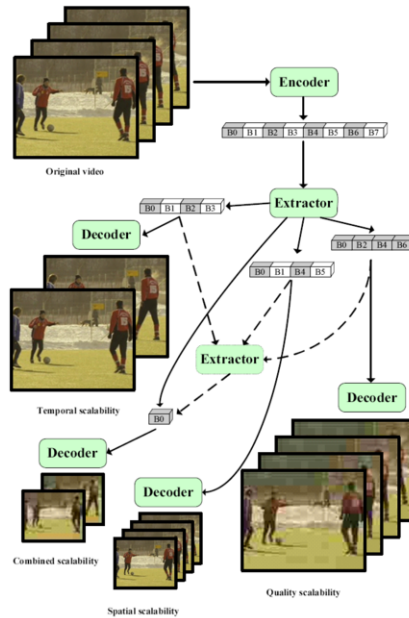 Encoder
B0 B1 B2 B3 B4 B5 B6 B7
Original video
Extractor
B0 B1 B2 B3
Decoder
B0 B2 B4 B6
B0 B1 B4 B5
Extractor
Temporal scalability
Decoder
B0
Decoder
Decoder
Combined scalability
Quality scalability
Spatial scalability